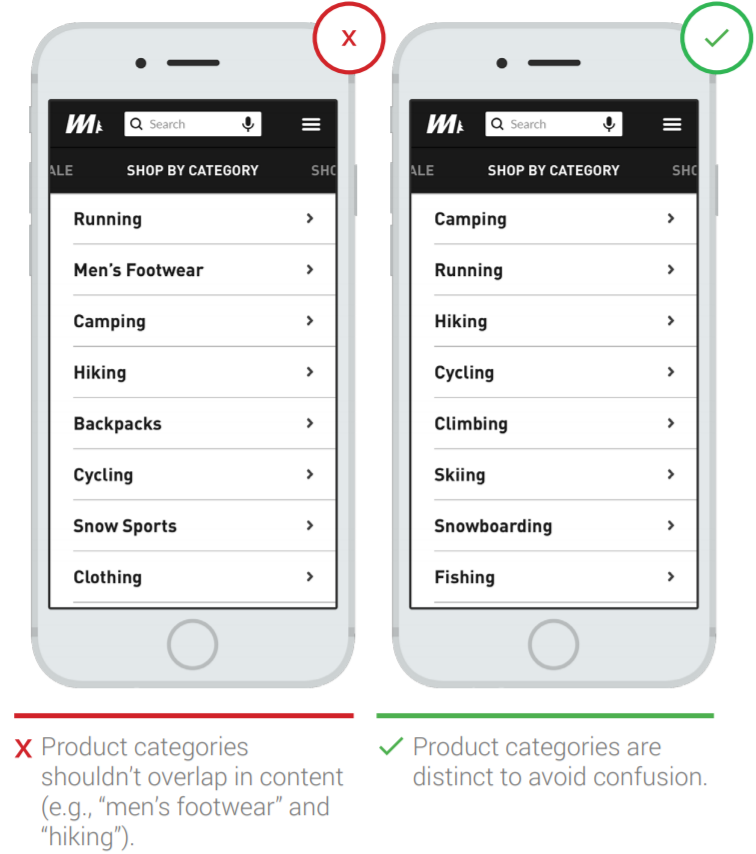 X
Search
ALE SHOP BY CATEGORY SHO
Running
Men's Footwear
Camping
Hiking
Backpacks
Cycling
Snow Sports
Clothing
X Product categories
shouldn't overlap in content
(e.g., “men's footwear” and
“hiking”).
Search
ALE SHOP BY CATEGORY SHO
Camping
Running
Hiking
Cycling
Climbing
Skiing
Snowboarding
Fishing
Product categories are
distinct to avoid confusion.